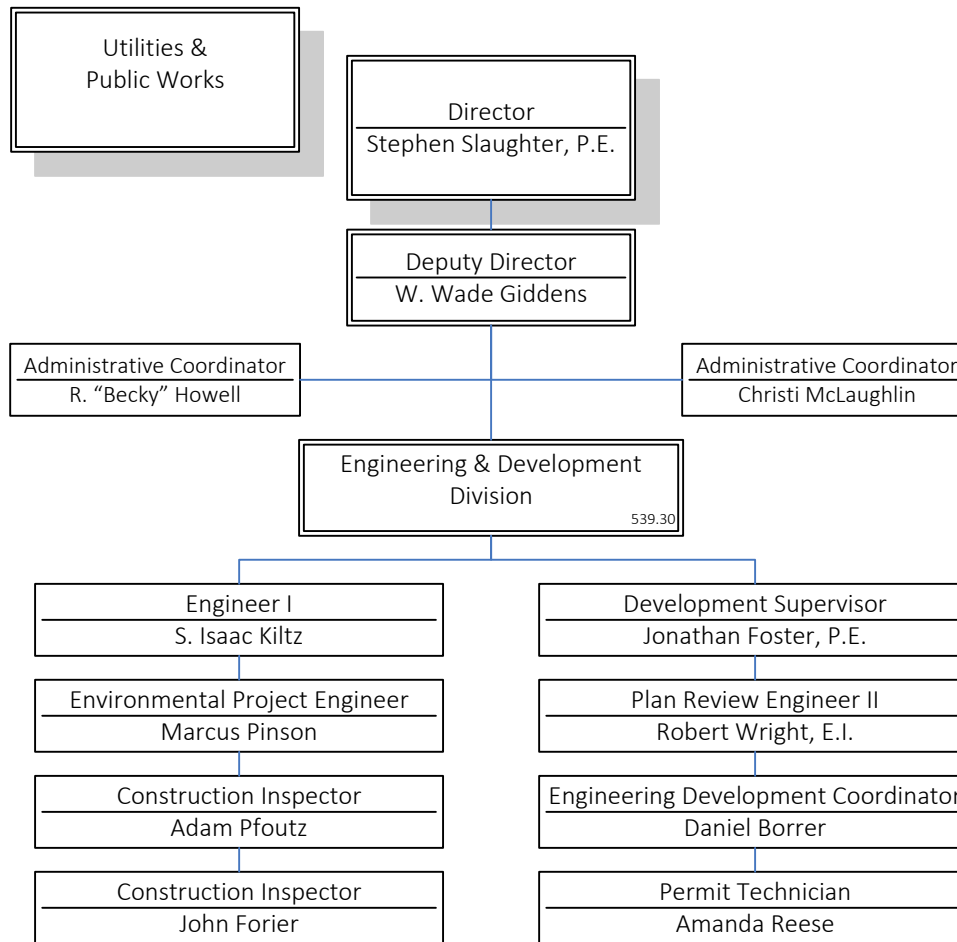 Utilities &
Public Works
Director
Stephen Slaughter, P.E.
Deputy Director
W. Wade Giddens
Administrative Coordinator
R. “Becky” Howell
Administrative Coordinator
Christi McLaughlin
Engineering & Development
Division
539.30
Engineer I
S. Isaac Kiltz
Environmental Project Engineer
Marcus Pinson
Construction Inspector
Adam Pfoutz
Construction Inspector
John Forier
Development Supervisor
Jonathan Foster, P.E.
Plan Review Engineer II
Robert Wright, E.I.
Engineering Development Coordinator
Daniel Borrer
Permit Technician
Amanda Reese